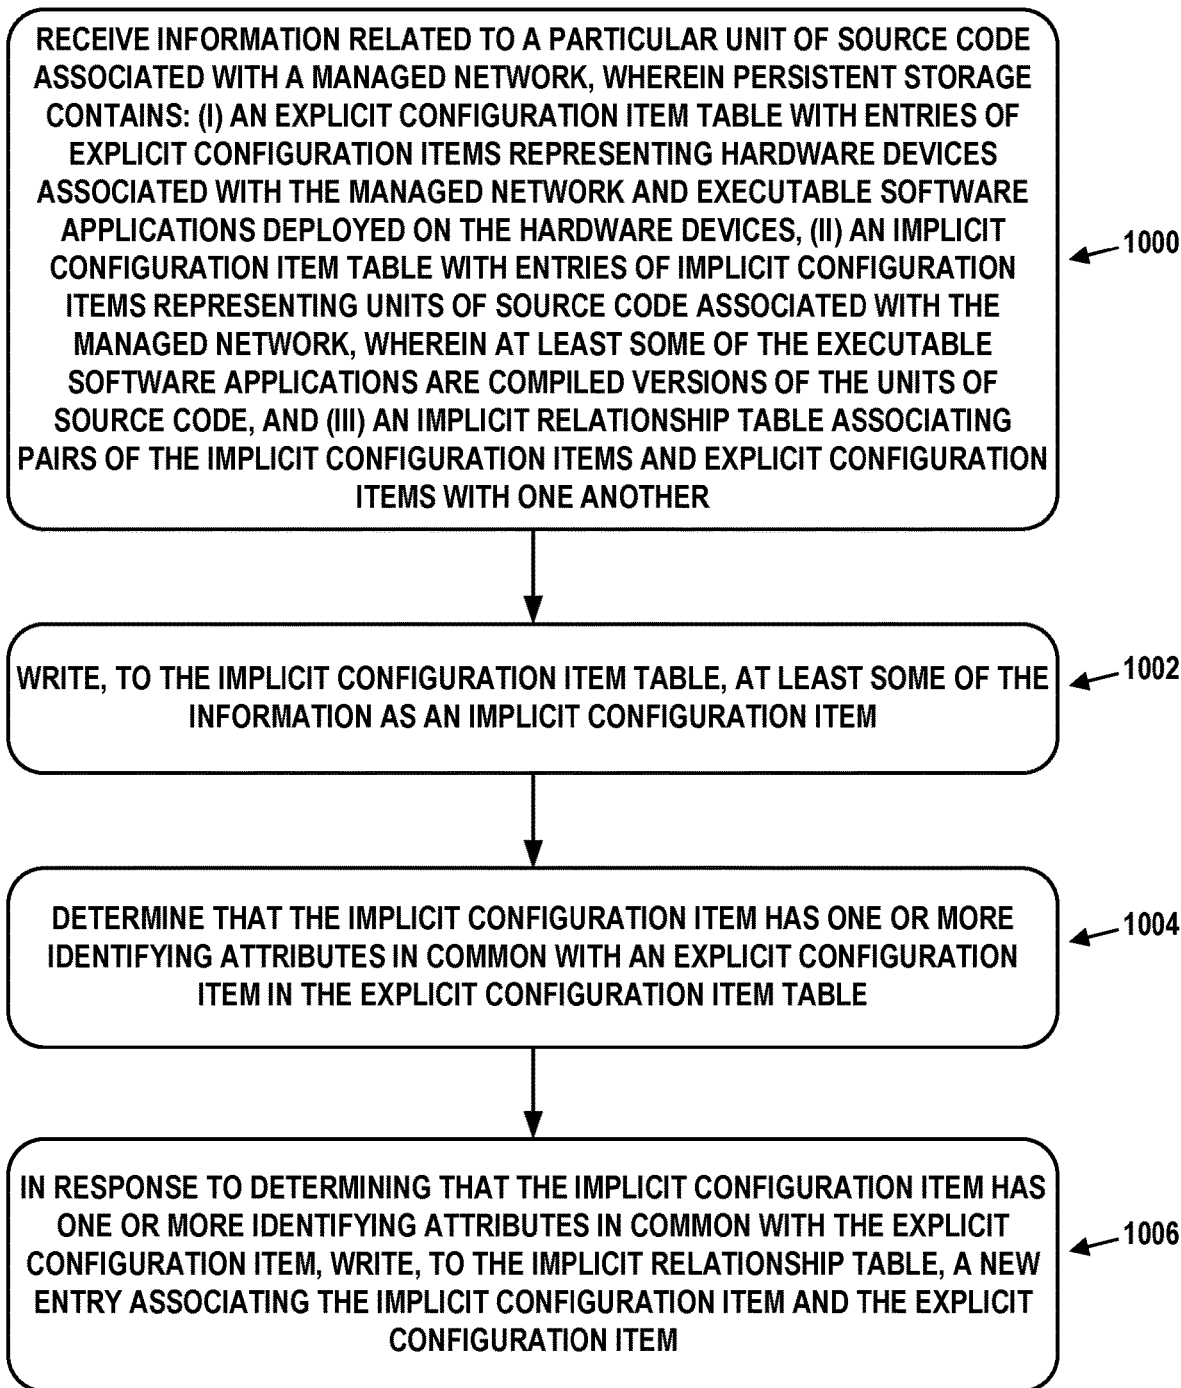 RECEIVE INFORMATION RELATED TO A PARTICULAR UNIT OF SOURCE CODE
ASSOCIATED WITH A MANAGED NETWORK, WHEREIN PERSISTENT STORAGE
CONTAINS: (I) AN EXPLICIT CONFIGURATION ITEM TABLE WITH ENTRIES OF
EXPLICIT CONFIGURATION ITEMS REPRESENTING HARDWARE DEVICES
ASSOCIATED WITH THE MANAGED NETWORK AND EXECUTABLE SOFTWARE
APPLICATIONS DEPLOYED ON THE HARDWARE DEVICES, (II) AN IMPLICIT
CONFIGURATION ITEM TABLE WITH ENTRIES OF IMPLICIT CONFIGURATION
ITEMS REPRESENTING UNITS OF SOURCE CODE ASSOCIATED WITH THE
MANAGED NETWORK, WHEREIN AT LEAST SOME OF THE EXECUTABLE
SOFTWARE APPLICATIONS ARE COMPILED VERSIONS OF THE UNITS OF
SOURCE CODE, AND (III) AN IMPLICIT RELATIONSHIP TABLE ASSOCIATING
PAIRS OF THE IMPLICIT CONFIGURATION ITEMS AND EXPLICIT CONFIGURATION
ITEMS WITH ONE ANOTHER
1000
WRITE, TO THE IMPLICIT CONFIGURATION ITEM TABLE, AT LEAST SOME OF THE
INFORMATION AS AN IMPLICIT CONFIGURATION ITEM
1002
DETERMINE THAT THE IMPLICIT CONFIGURATION ITEM HAS ONE OR MORE
IDENTIFYING ATTRIBUTES IN COMMON WITH AN EXPLICIT CONFIGURATION
ITEM IN THE EXPLICIT CONFIGURATION ITEM TABLE
1004
IN RESPONSE TO DETERMINING THAT THE IMPLICIT CONFIGURATION ITEM HAS
ONE OR MORE IDENTIFYING ATTRIBUTES IN COMMON WITH THE EXPLICIT
CONFIGURATION ITEM, WRITE, TO THE IMPLICIT RELATIONSHIP TABLE, A NEW
ENTRY ASSOCIATING THE IMPLICIT CONFIGURATION ITEM AND THE EXPLICIT
CONFIGURATION ITEM
1006